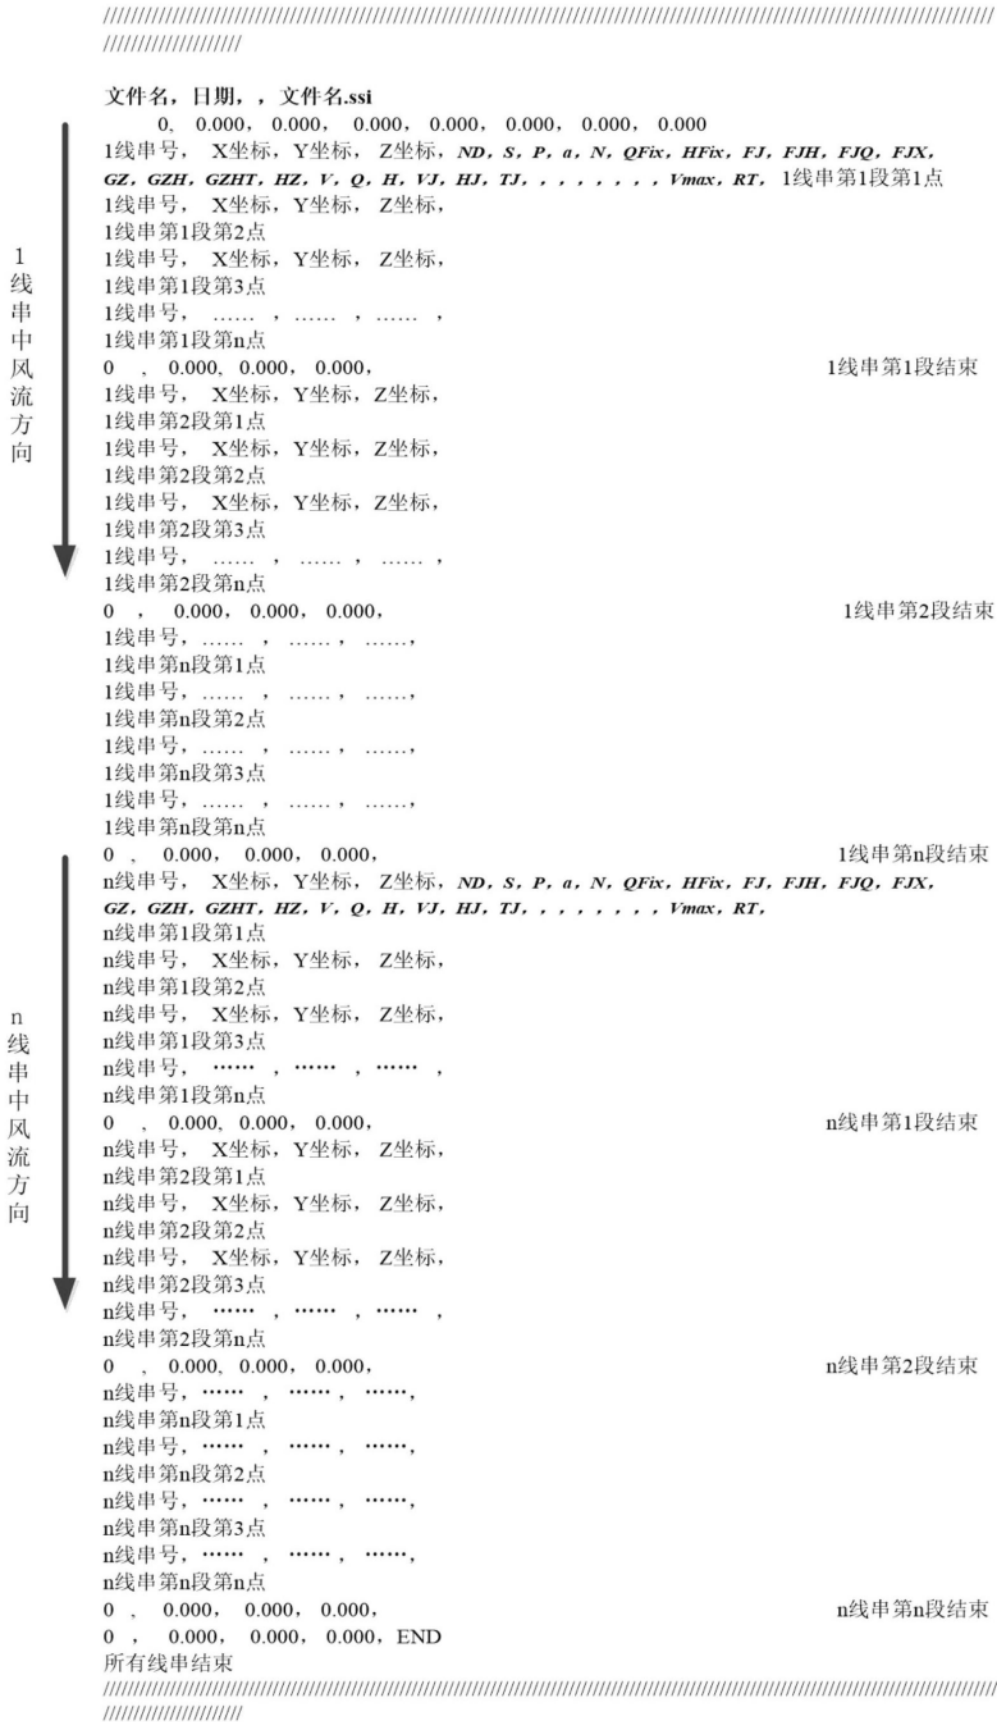 ////////////////////////////////////////////////////////////////////////////////////////////////////////////////////////////////////
////////////////////
文件名，日期，，文件名.ssi
0, 0.000， 0.000， 0.000， 0.000， 0.000， 0.000， 0.000
1线串号， X坐标，Y坐标， Z坐标，ND，S，P，a，N，QFix，HFix，FJ，FJH，FJQ，FJX，
GZ，GZH，GZHT，HZ，V，Q，H，VJ，HJ，TJ，，，，，，，，Vmax，RT， 1线串第1段第1点
1线串号， X坐标，Y坐标， Z坐标，
1线串第1段第2点
1线串号， X坐标，Y坐标， Z坐标，
1线串第1段第3点
1线串号， …… ，…… ，…… ，
1线串第1段第n点
0 , 0.000, 0.000， 0.000， 1线串第1段结束
1线串号， X坐标，Y坐标，Z坐标，
1线串第2段第1点
1线串号， X坐标，Y坐标， Z坐标，
1线串第2段第2点
1线串号， X坐标，Y坐标，Z坐标，
1线串第2段第3点
1线串号， …… ， …… ， …… ，
1线串第2段第n点
0 ， 0.000， 0.000， 0.000， 1线串第2段结束
1线串号，…… ， ……， ……，
1线串第n段第1点
1线串号，…… ， ……， ……，
1线串第n段第2点
1线串号，…… ， ……， ……，
1线串第n段第3点
1线串号，…… ， ……， ……，
1线串第n段第n点
0 , 0.000， 0.000， 0.000， 1线串第n段结束
1线串中风流方向
n线串号， X坐标，Y坐标， Z坐标，ND，S，P，a，N，QFix，HFix，FJ，FJH，FJQ，FJX，
GZ，GZH，GZHT，HZ，V，Q，H，VJ，HJ，TJ，，，，，，，，Vmax，RT，
n线串第1段第1点
n线串号， X坐标，Y坐标， Z坐标，
n线串第1段第2点
n线串号， X坐标，Y坐标， Z坐标，
n线串第1段第3点
n线串号， …… ，…… ，…… ，
n线串第1段第n点
0 , 0.000, 0.000， 0.000， n线串第1段结束
n线串号， X坐标，Y坐标， Z坐标，
n线串第2段第1点
n线串号， X坐标，Y坐标， Z坐标，
n线串第2段第2点
n线串号， X坐标，Y坐标， Z坐标，
n线串第2段第3点
n线串号， …… ，…… ，…… ，
n线串第2段第n点
0 , 0.000, 0.000， 0.000， n线串第2段结束
n线串号，…… ， ……， ……，
n线串第n段第1点
n线串号，…… ， ……， ……，
n线串第n段第2点
n线串号，…… ， ……， ……，
n线串第n段第3点
n线串号，…… ， ……， ……，
n线串第n段第n点
0 , 0.000， 0.000， 0.000， n线串第n段结束
n线串中风流方向
0 ， 0.000， 0.000， 0.000，END
所有线串结束
////////////////////////////////////////////////////////////////////////////////////////////////////////////////////////////////////
////////////////////